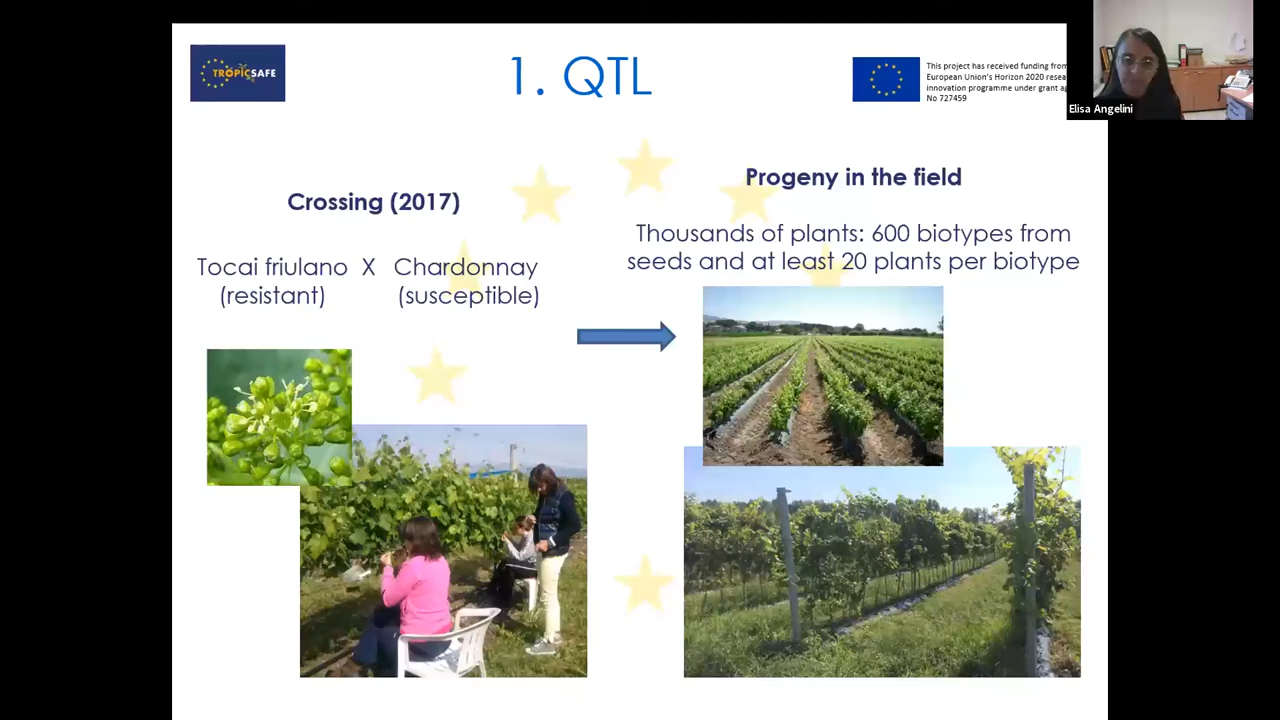 TROPICSAFE
1. QTL
This project has received funding from
European Union's Horizon 2020 resea
innovation programme under grant ag
No 727459
Elisa Angelini
Crossing (2017)
Tocai friulano X Chardonnay
(resistant) (susceptible)
Progeny in the field
Thousands of plants: 600 biotypes from
seeds and at least 20 plants per biotype